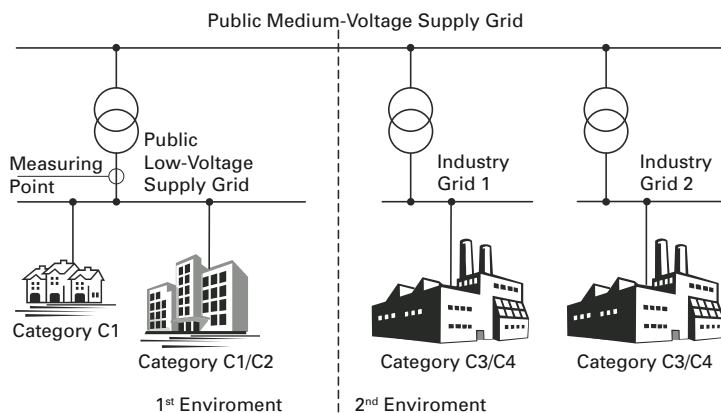 Public Medium-Voltage Supply Grid
Public
Low-Voltage
Supply Grid
Measuring
Point
Industry
Grid 1
Industry
Grid 2
Category C1
Category C1/C2
Category C3/C4
Category C3/C4
1st Enviroment
2nd Enviroment